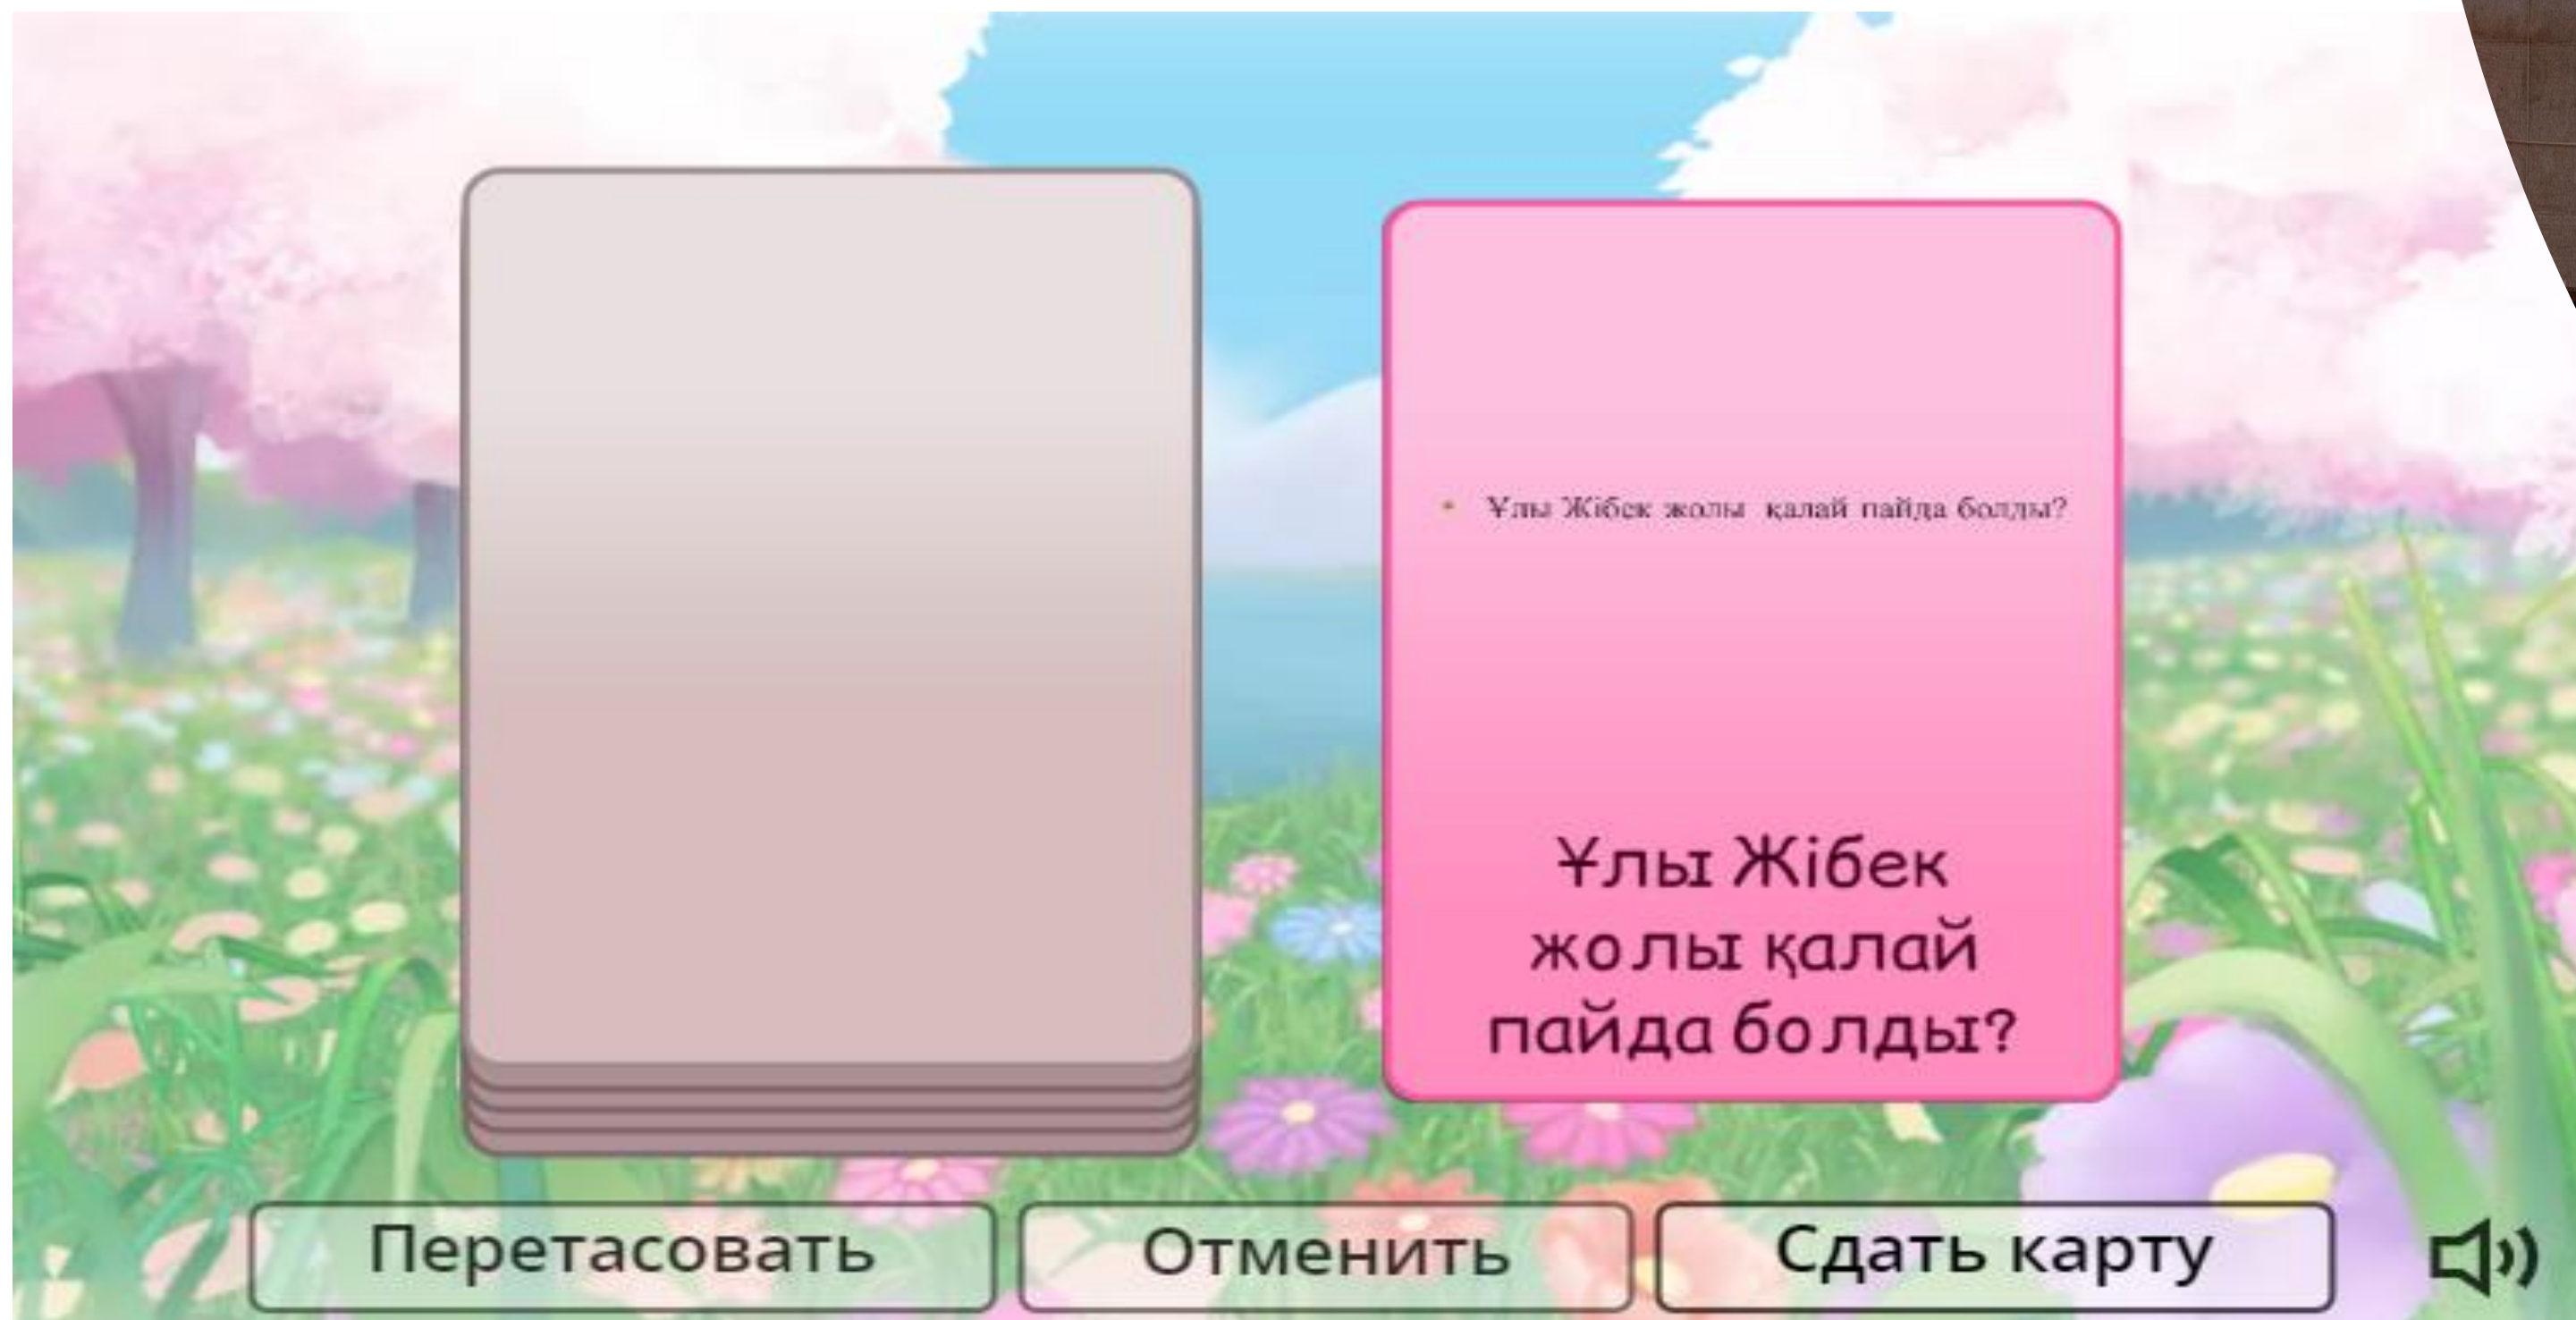 • Ұлы Жібек жолы қалай пайда болды?
Ұлы Жібек
жолы қалай
пайда болды?
Перетасовать
Отменить
Сдать карту